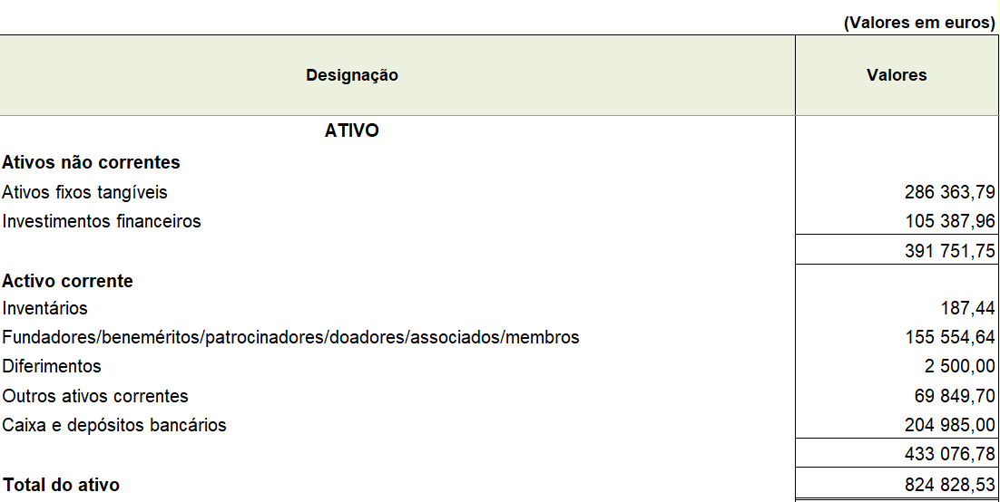 (Valores em euros)
Designação Valores
ATIVO
Ativos não correntes
Ativos fixos tangíveis 286 363,79
Investimentos financeiros 105 387,96
391 751,75
Activo corrente
Inventários 187,44
Fundadores/beneméritos/patrocinadores/doadores/associados/membros 155 554,64
Diferimentos 2 500,00
Outros ativos correntes 69 849,70
Caixa e depósitos bancários 204 985,00
433 076,78
Total do ativo 824 828,53